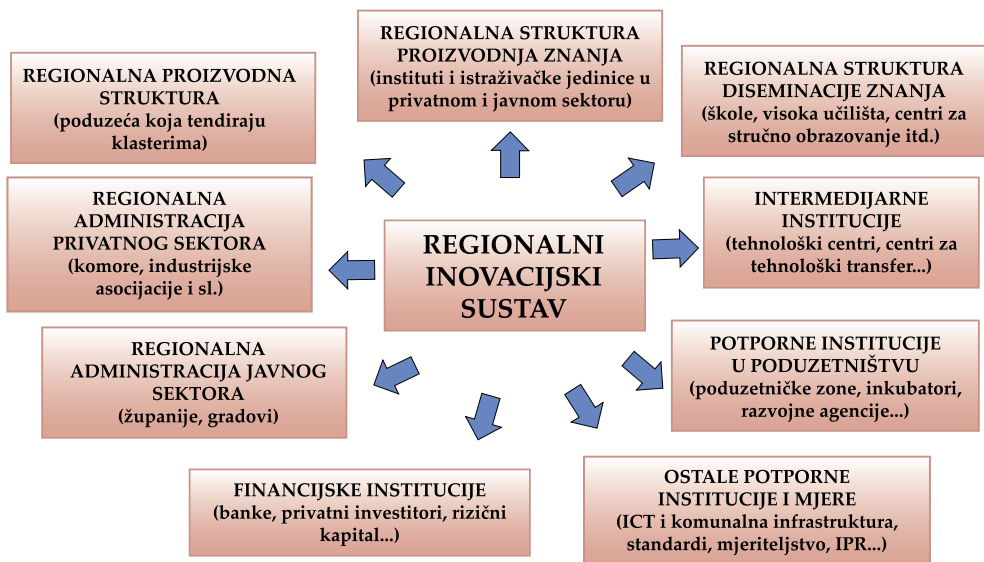 REGIONALNA STRUKTURA
PROIZVODNJA ZNANJA
(instituti i istraživačke jedinice u
privatnom i javnom sektoru)
REGIONALNA PROIZVODNA
STRUKTURA
(poduzeća koja tendiraju
klasterima)
REGIONALNA STRUKTURA
DISEMINACIJE ZNANJA
(škole, visoka učilišta, centri za
stručno obrazovanje itd.)
REGIONALNA
ADMINISTRACIJA
PRIVATNOG SEKTORA
(komore, industrijske
asocijacije i sl.)
REGIONALNI
INOVACIJSKI
SUSTAV
INTERMEDIJARNE
INSTITUCIJE
(tehnološki centri, centri za
tehnološki transfer...)
REGIONALNA
ADMINISTRACIJA JAVNOG
SEKTORA
(županije, gradovi)
POTPORNE INSTITUCIJE
U PODUZETNIŠTVU
(poduzetničke zone, inkubatori,
razvojne agencije...)
FINANCIJSKE INSTITUCIJE
(banke, privatni investitori, rizični
kapital...)
OSTALE POTPORNE
INSTITUCIJE I MJERE
(ICT i komunalna infrastruktura,
standardi, mjeriteljstvo, IPR...)